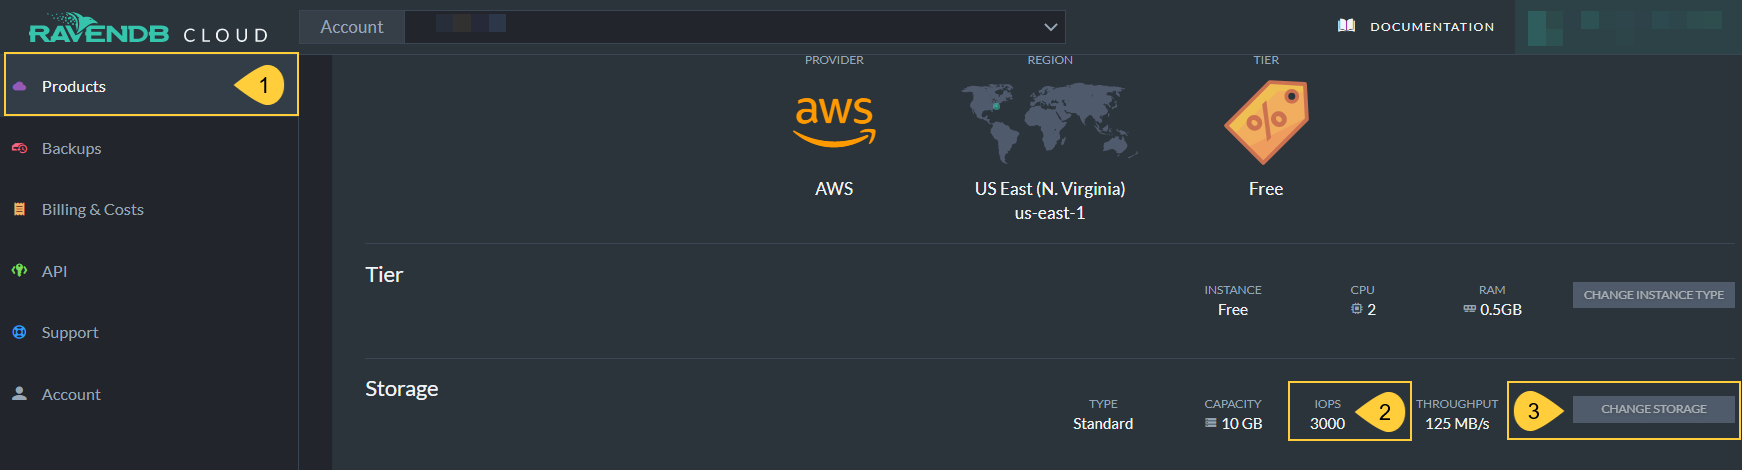 RAVENDB CLOUD
Account
DOCUMENTATION
Products
1
Backups
Billing & Costs
API
Support
Account
PROVIDER REGION TIER
aws %
AWS US East (N. Virginia) Free
us-east-1
Tier
INSTANCE CPU RAM
Free 2 0.5GB
CHANGE INSTANCE TYPE
Storage
TYPE CAPACITY IOPS THROUGHPUT
Standard 10 GB 3000 125 MB/s
2
3
CHANGE STORAGE